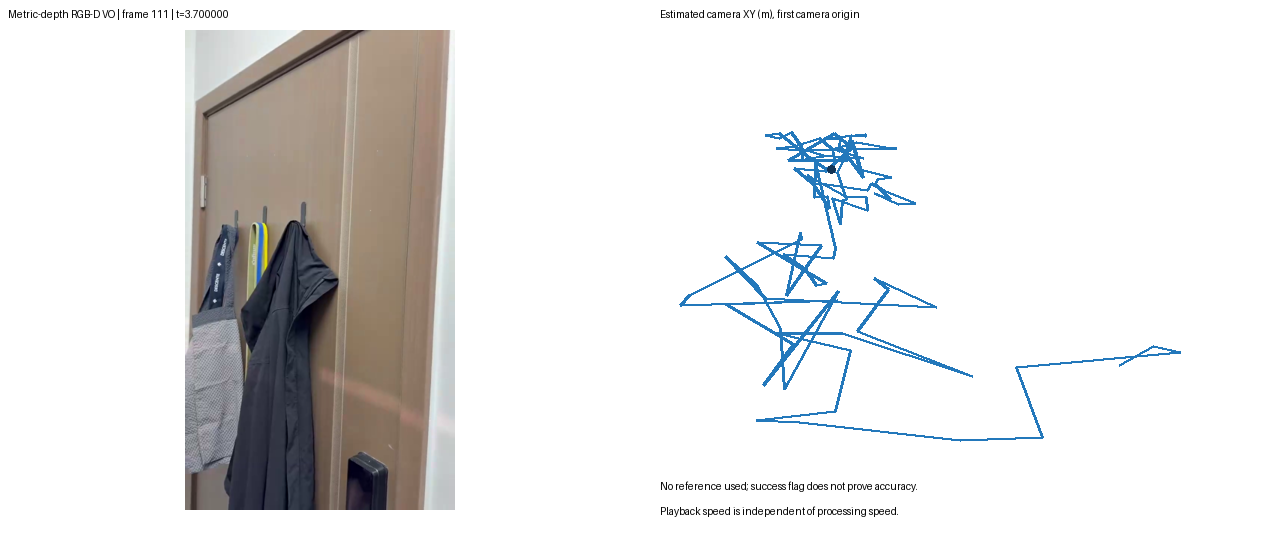 Metric-depth RGB-D VO | frame 111 | t=3.700000
Estimated camera XY (m), first camera origin
No reference used; success flag does not prove accuracy.
Playback speed is independent of processing speed.